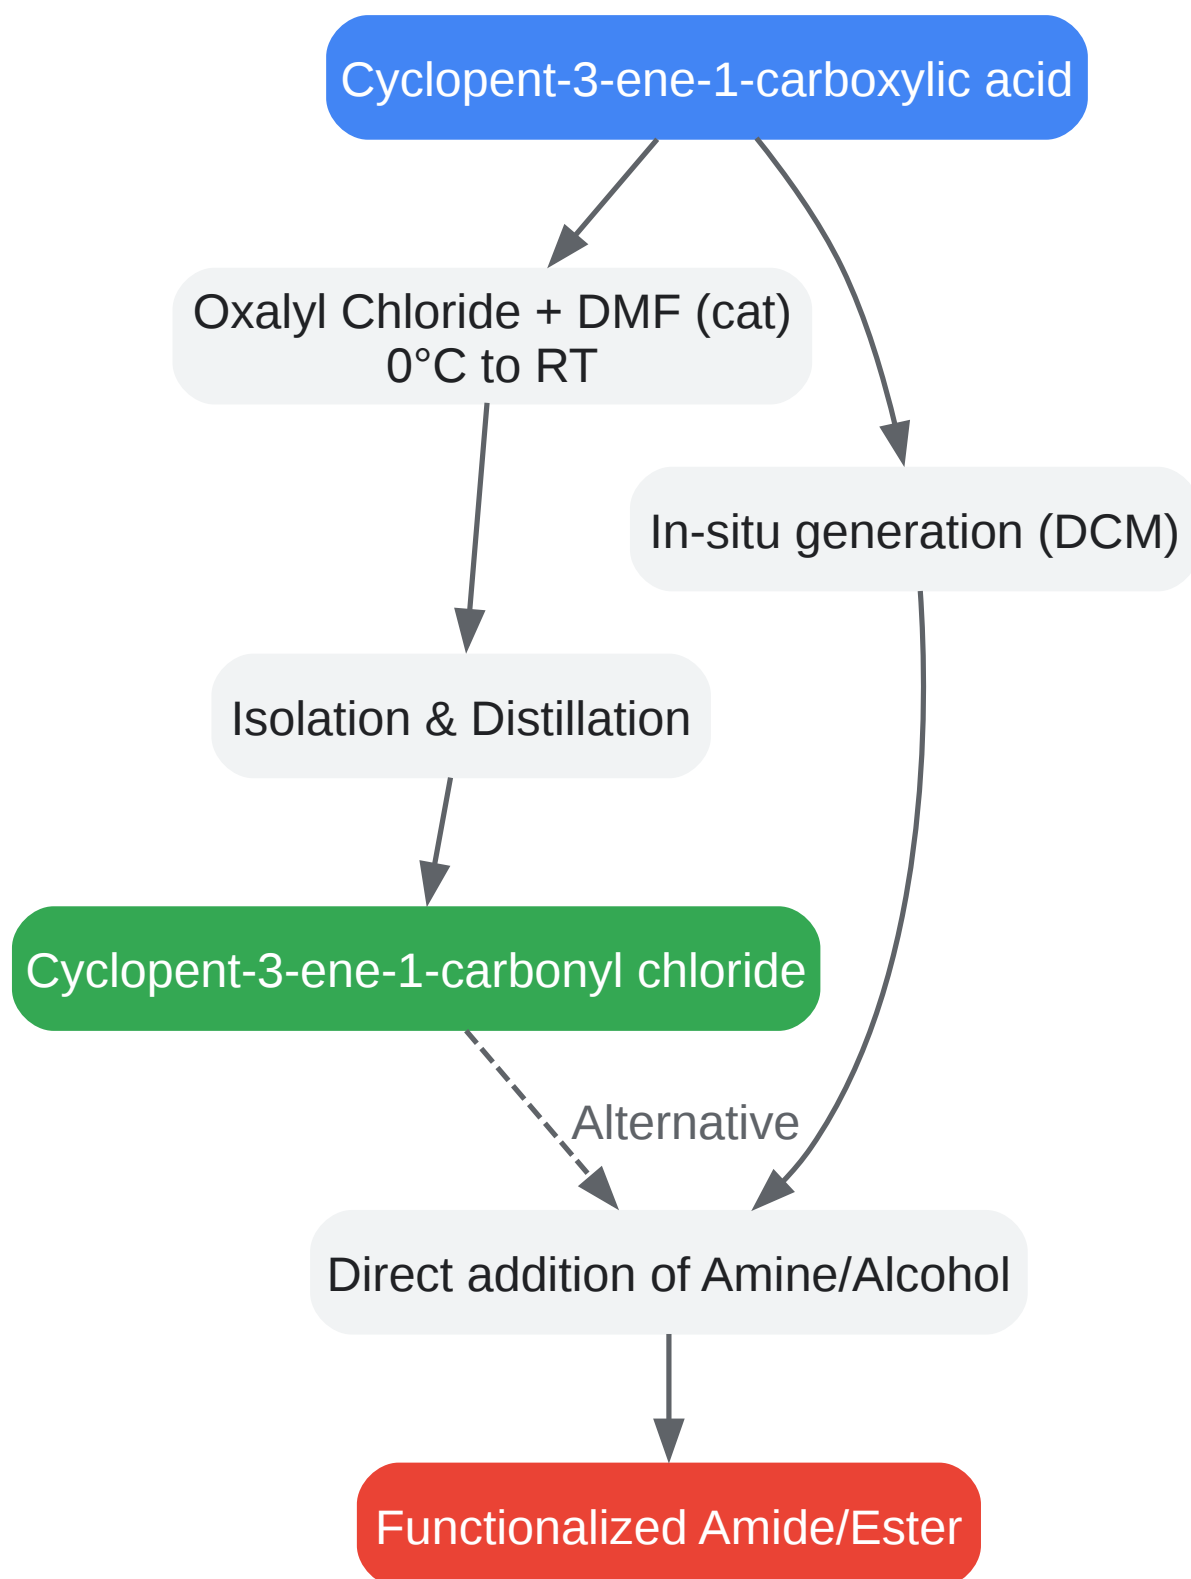 Cyclopent-3-ene-1-carboxylic acid
Oxalyl Chloride + DMF (cat)
0°C to RT
In-situ generation (DCM)
Isolation & Distillation
Cyclopent-3-ene-1-carbonyl chloride
Alternative
Direct addition of Amine/Alcohol
Functionalized Amide/Ester